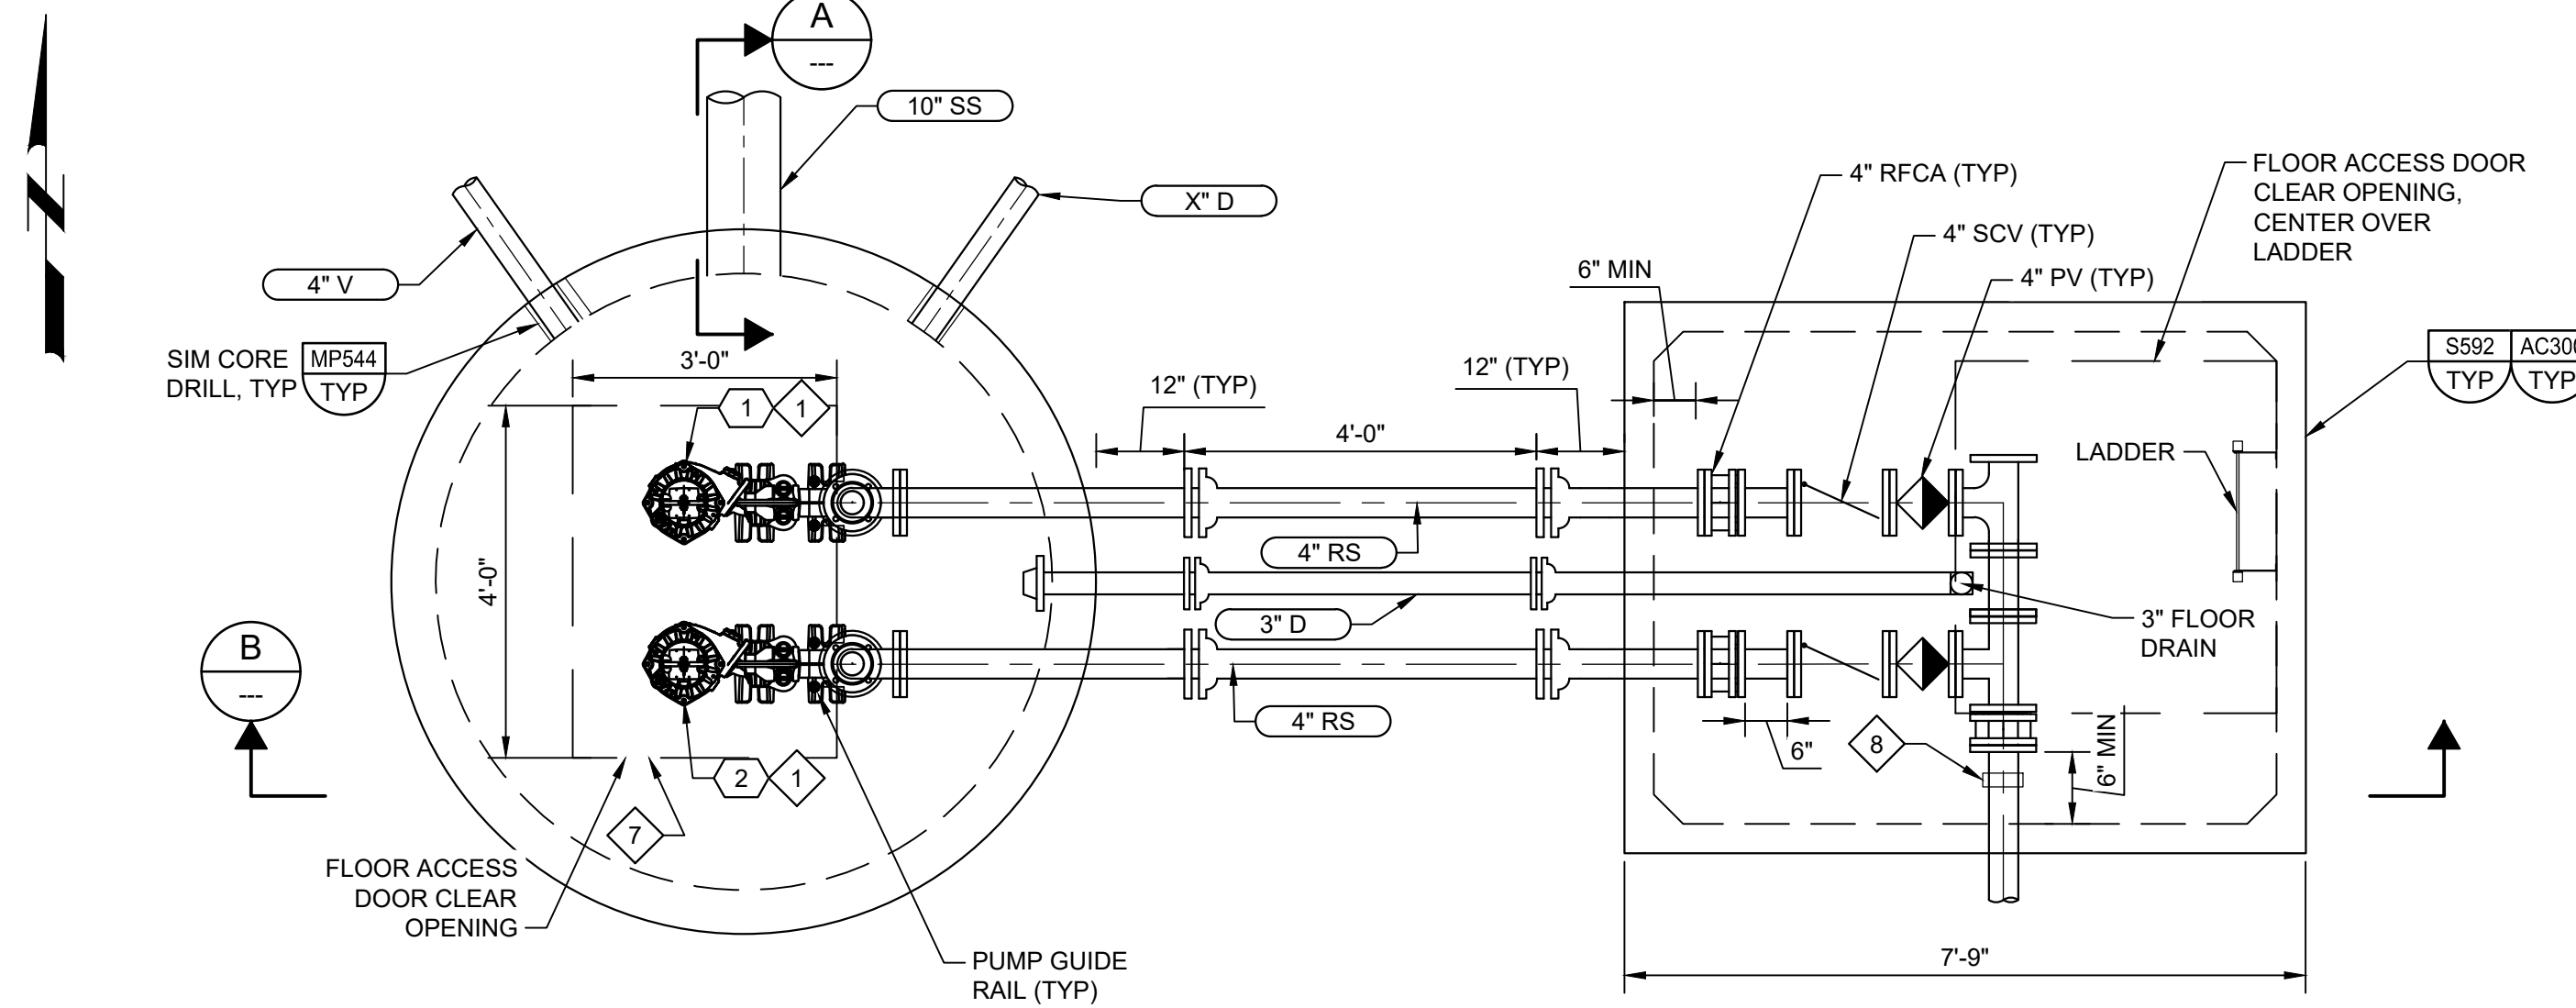 A
---
10" SS
X" D
4" V
SIM CORE
DRILL, TYP
MP544
TYP
3'-0"
1
1
4'-0"
12" (TYP)
4'-0"
12" (TYP)
6" MIN
4" RFCA (TYP)
4" SCV (TYP)
4" PV (TYP)
FLOOR ACCESS DOOR
CLEAR OPENING,
CENTER OVER
LADDER
S592
TYP
TYP
LADDER
4" RS
3" D
4" RS
3" FLOOR
DRAIN
B
---
2
1
7
6"
8
6" MIN
FLOOR ACCESS
DOOR CLEAR
OPENING
PUMP GUIDE
RAIL (TYP)
7'-9"
N